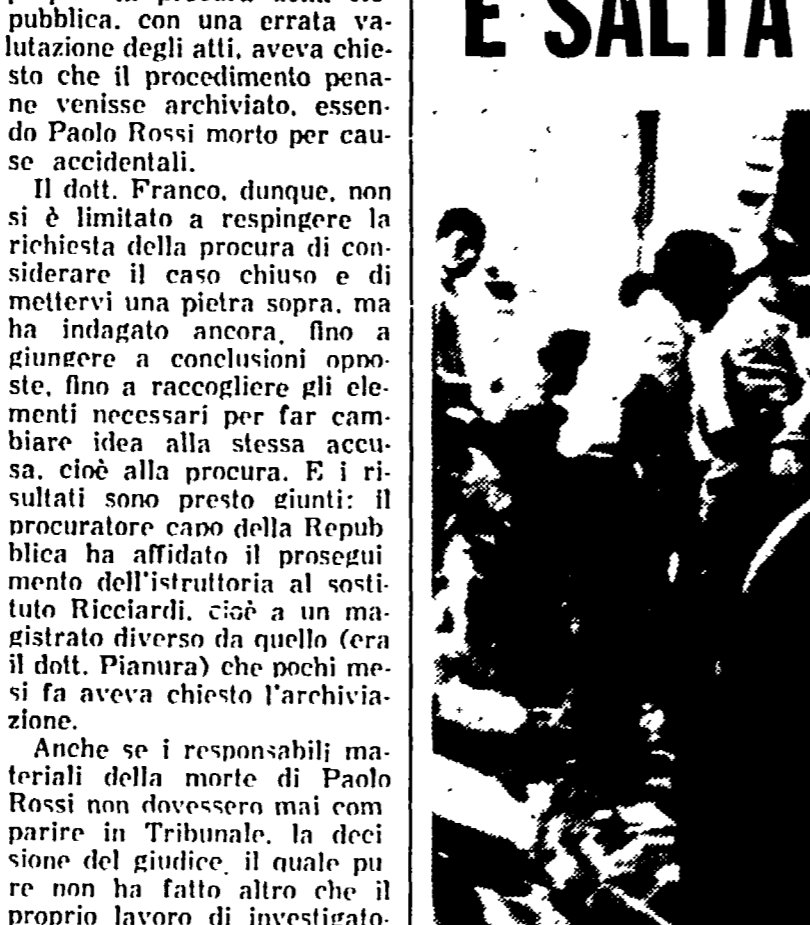 pubblica. con una errata va-
lutazione degli atti, aveva chie-
sto che il procedimento pena-
ne venisse archiviato, essen-
do Paolo Rossi morto per cau-
se accidentali.
Il dott. Franco, dunque, non
si è limitato a respingere la
richiesta della procura di con-
siderare il caso chiuso e di
mettervi una pietra sopra, ma
ha indagato ancora, fino a
giungere a conclusioni oppo-
ste, fino a raccogliere gli ele-
menti necessari per far cam-
biare idea alla stessa accu-
sa, cioè alla procura. E i ri-
sultati sono presto giunti: il
procuratore capo della Repub
blica ha affidato il prosegui
mento dell'istruttoria al sosti-
tuto Ricciardi, cioè a un ma-
gistrato diverso da quello (era
il dott. Pianura) che pochi me-
si fa aveva chiesto l'archivia-
zione.
Anche se i responsabili ma-
teriali della morte di Paolo
Rossi non dovessero mai com
parire in Tribunale, la deci
sione del giudice, il quale pu
re non ha fatto altro che il
proprio lavoro di investigato-
E SALTA